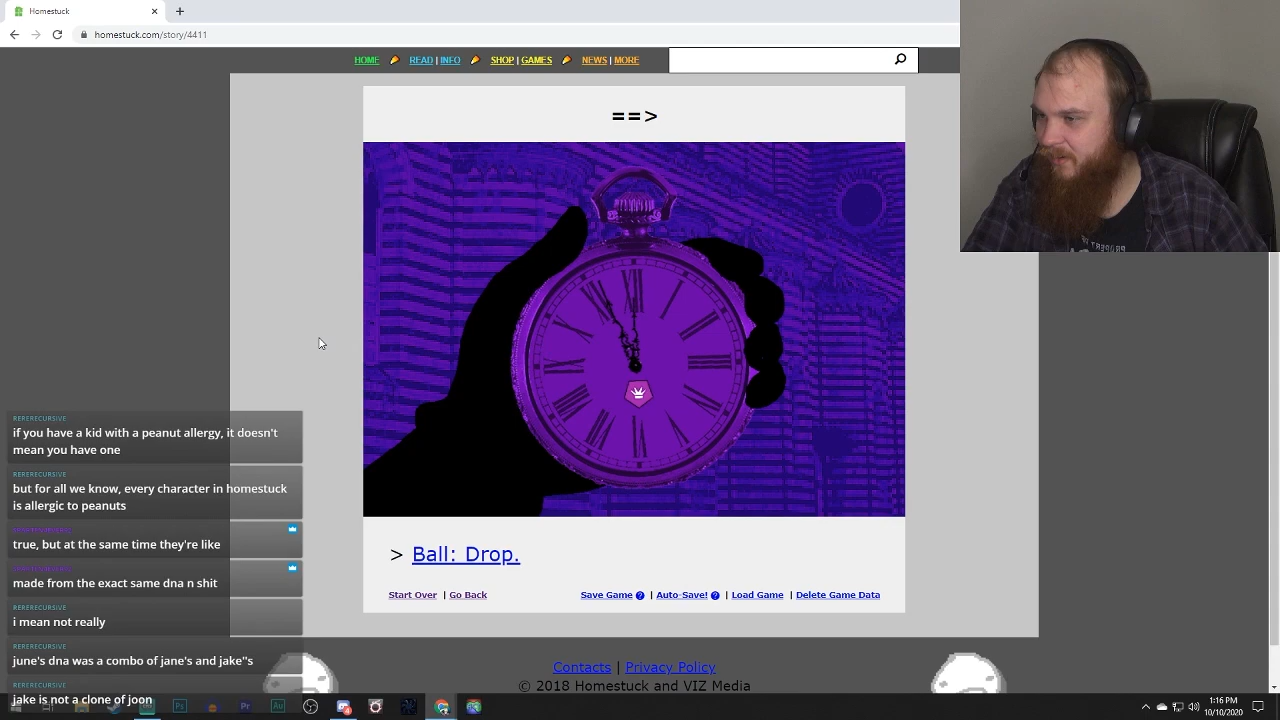 Homestuck
homestuck.com/story/4411
HOME READ | INFO SHOP | GAMES NEWS | MORE
==>
> Ball: Drop.
Start Over | Go Back Save Game ? | Auto-Save! ? | Load Game | Delete Game Data
Contacts | Privacy Policy
© 2018 Homestuck and VIZ Media
RERERECURSIVE
if you have a kid with a peanut allergy, it doesn't
mean you have one
RERERECURSIVE
but for all we know, every character in homestuck
is allergic to peanuts
true, but at the same time they're like
made from the exact same dna n shit
RERERECURSIVE
i mean not really
RERERECURSIVE
june's dna was a combo of jane's and jake"s
RERERECURSIVE
jake is not a clone of joon
1:16 PM
10/10/2020